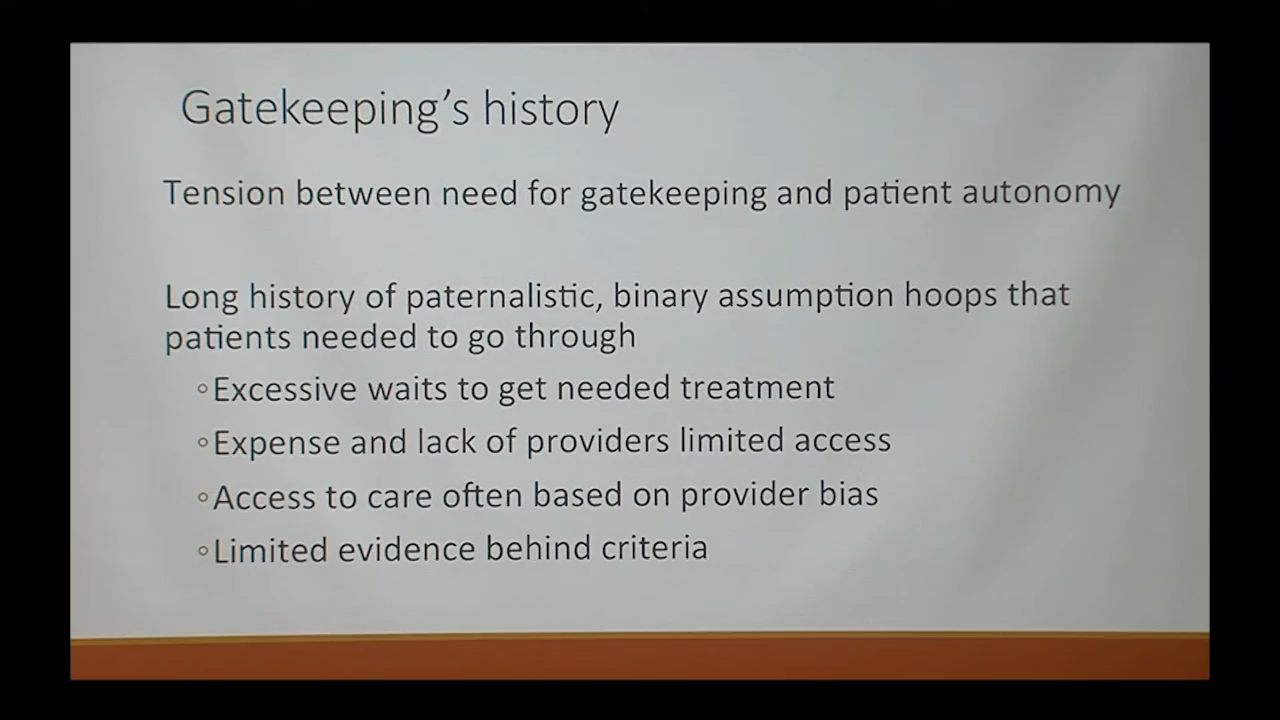 Gatekeeping’s history
Tension between need for gatekeeping and patient autonomy
Long history of paternalistic, binary assumption hoops that
patients needed to go through
◦Excessive waits to get needed treatment
◦Expense and lack of providers limited access
◦Access to care often based on provider bias
◦Limited evidence behind criteria